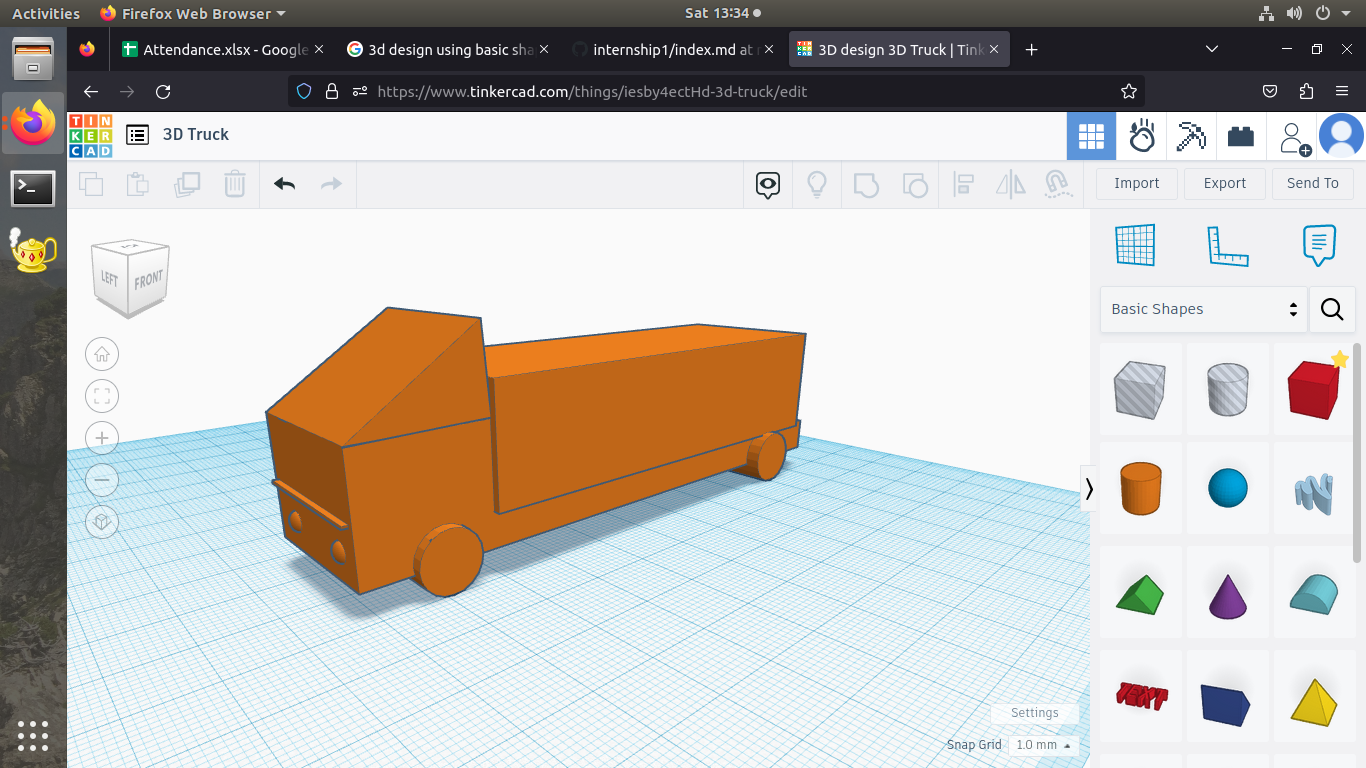 Activities
Firefox Web Browser
Sat 13:34
Attendance.xlsx - Google
3d design using basic sha
internship1/index.md at
3D design 3D Truck | Tink
https://www.tinkercad.com/things/iesby4ectHd-3d-truck/edit
TIN
KER
CAD
3D Truck
Import
Export
Send To
LEFT
FRONT
Basic Shapes
TEXT
Settings
Snap Grid
1.0 mm